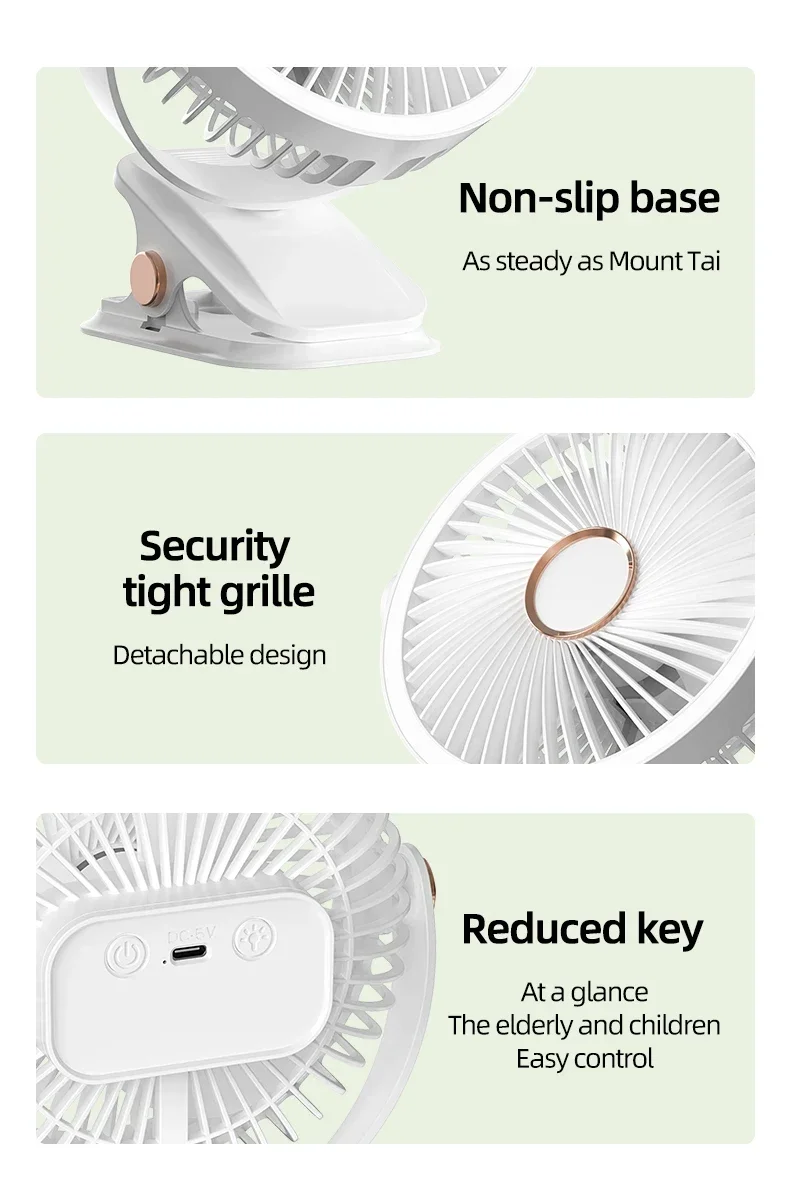 Non-slip base
As steady as Mount Tai
Security
tight grille
Detachable design
DC-5V
Reduced key
At a glance
The elderly and children
Easy control